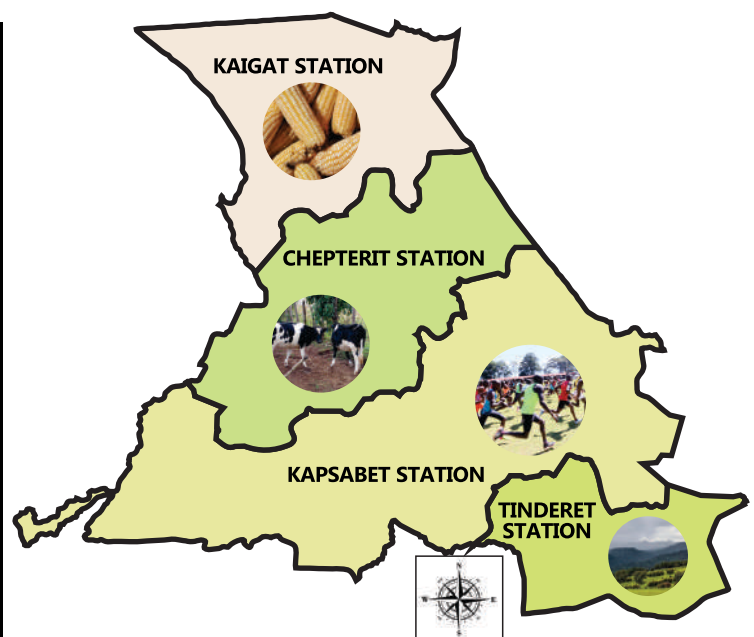 KAIGAT STATION
CHEPTERIT STATION
KAPSABET STATION
TINDERET
STATION
N
W E
S